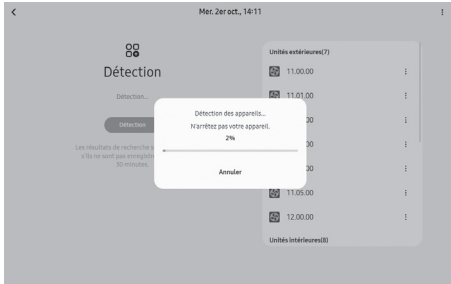 Mer. 2er oct., 14:11
Détection
Détection...
Détection
Les résultats de recherche s
s'ils ne sont pas enregistr
30 minutes.
Unités extérieures(7)
11.00.00
11.01.00
00
00
00
11.05.00
12.00.00
Unités intérieures(8)
Détection des appareils...
N'arrêtez pas votre appareil.
2%
Annuler